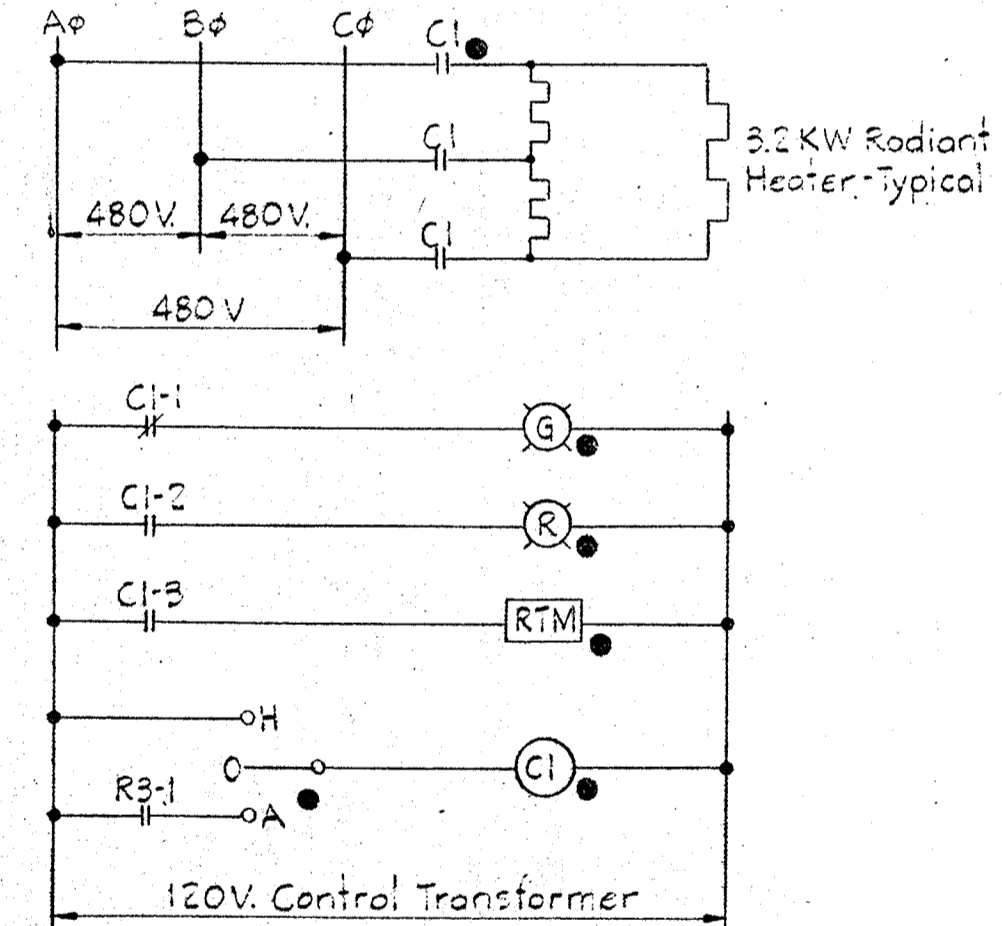 Aφ Bφ Cφ
C1
C1
C1
3.2 KW Radiant
Heater-Typical
480V. 480V.
480 V
C1-1
G
C1-2
R
C1-3
RTM
H
O
C1
R3-1
A
120V. Control Transformer